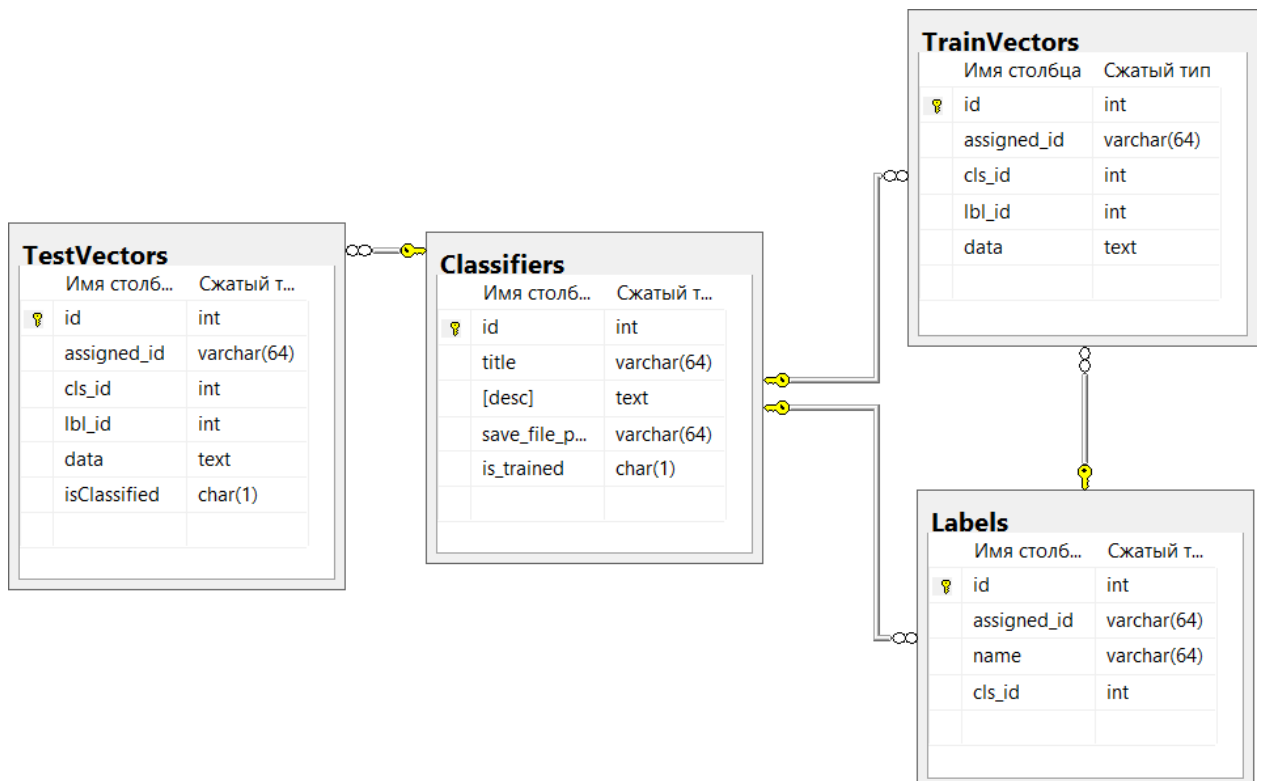 TestVectors
Имя столб... Сжатый т...
id int
assigned_id varchar(64)
cls_id int
lbl_id int
data text
isClassified char(1)
Classifiers
Имя столб... Сжатый т...
id int
title varchar(64)
[desc] text
save_file_p... varchar(64)
is_trained char(1)
TrainVectors
Имя столбца Сжатый тип
id int
assigned_id varchar(64)
cls_id int
lbl_id int
data text
Labels
Имя столб... Сжатый т...
id int
assigned_id varchar(64)
name varchar(64)
cls_id int